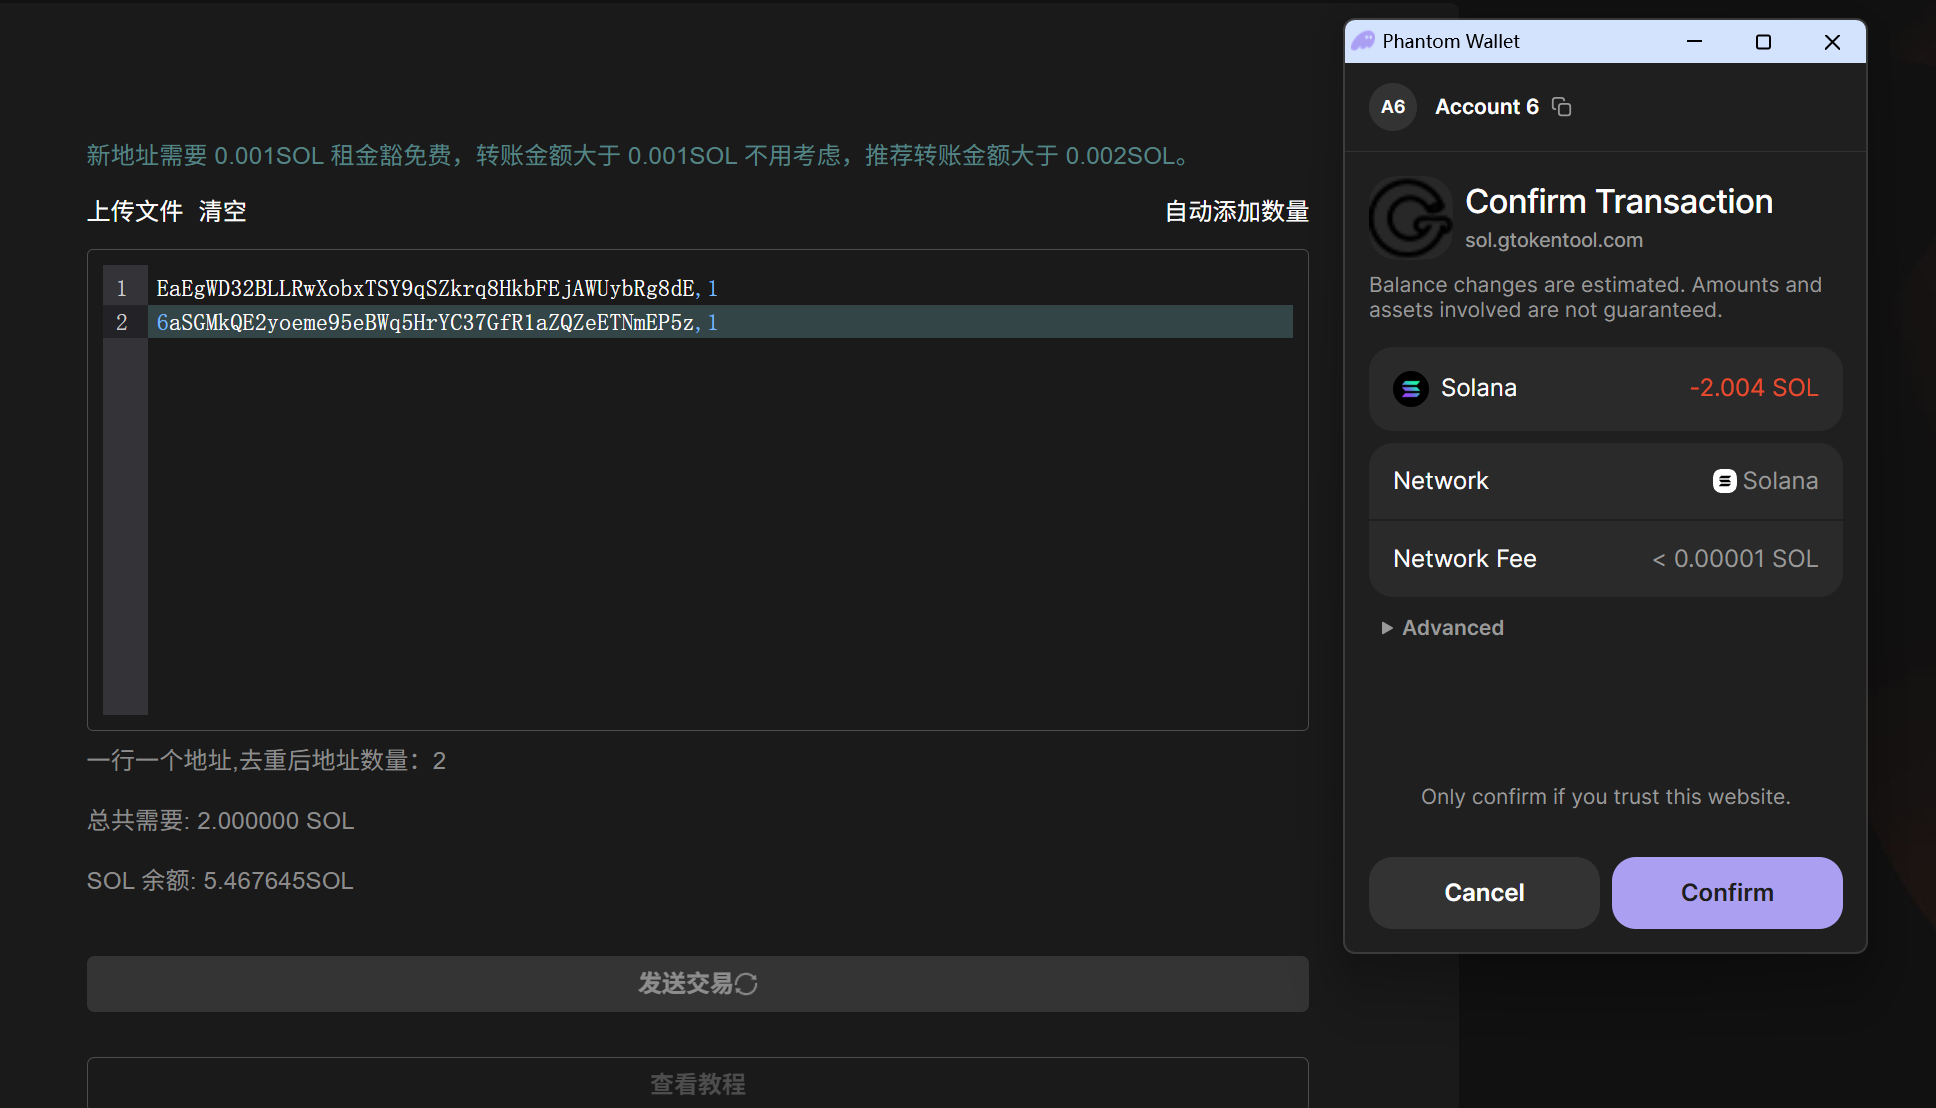 新地址需要 0.001SOL 租金豁免费，转账金额大于 0.001SOL 不用考虑，推荐转账金额大于 0.002SOL。
上传文件 清空
自动添加数量
1 EaEgWD32BLLRwXobxTSY9qSZkrq8HkbFEjAWUybRg8dE,1
2 6aSGMkQE2yoeme95eBWq5HrYC37GfR1aZQZeETNmEP5z,1
一行一个地址,去重后地址数量：2
总共需要: 2.000000 SOL
SOL 余额: 5.467645SOL
发送交易
查看教程
Phantom Wallet
A6 Account 6
Confirm Transaction
sol.gtokentool.com
Balance changes are estimated. Amounts and
assets involved are not guaranteed.
Solana -2.004 SOL
Network Solana
Network Fee < 0.00001 SOL
Advanced
Only confirm if you trust this website.
Cancel Confirm